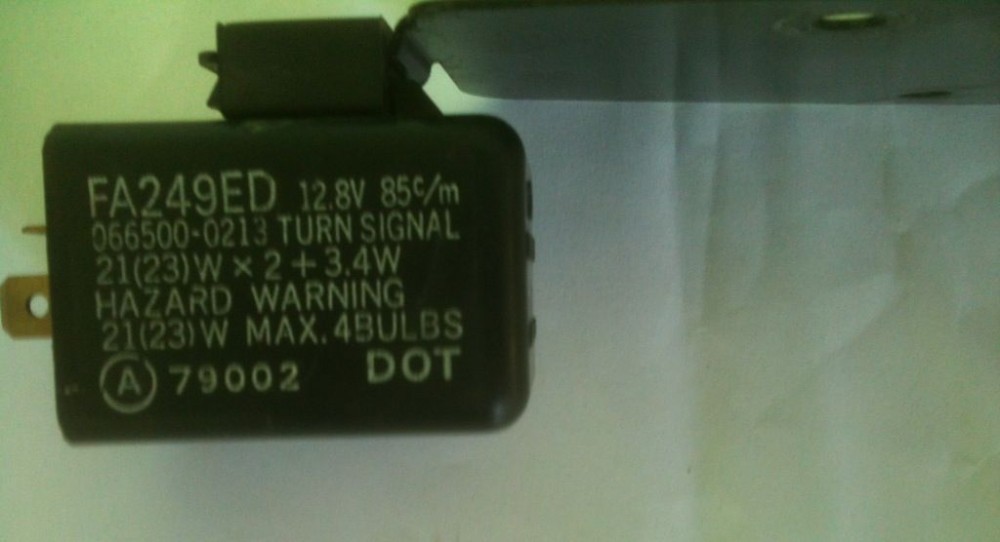 FA249ED 12.8V 85c/m
066500-0213 TURN SIGNAL
21(23)W × 2 + 3.4W
HAZARD WARNING
21(23)W MAX. 4BULBS
A 79002 DOT